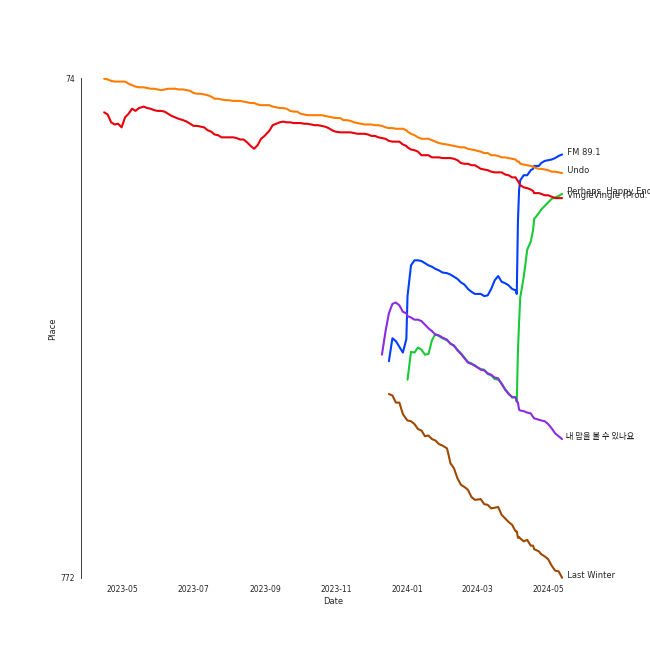 74
FM 89.1
Undo
Perhaps, Happy End
VingleVingle (Prod.
Place
내 맘을 볼 수 있나요
772
Last Winter
2023-05
2023-07
2023-09
2023-11
2024-01
2024-03
2024-05
Date